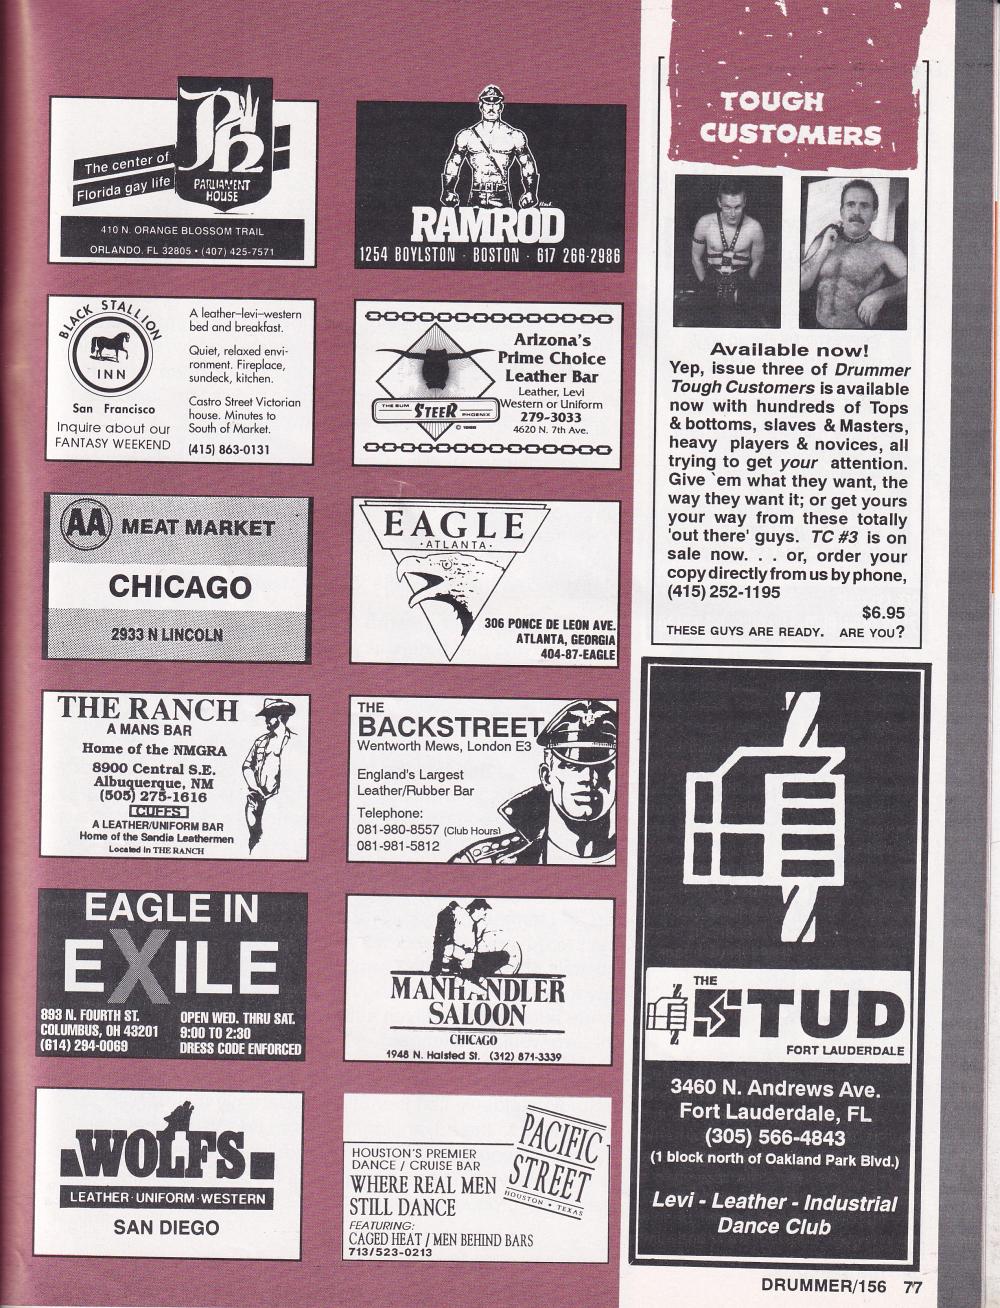 The center of
Florida gay life
Ph
PARLIAMENT
HOUSE
410 N. ORANGE BLOSSOM TRAIL
ORLANDO, FL 32805 • (407) 425-7571
RAMROD
1254 BOYLSTON · BOSTON · 617 266-2986
BLACK STALLION
INN
San Francisco
Inquire about our
FANTASY WEEKEND
A leather–levi–western
bed and breakfast.
Quiet, relaxed envi-
ronment. Fireplace,
sundeck, kitchen.
Castro Street Victorian
house. Minutes to
South of Market.
(415) 863-0131
Arizona's
Prime Choice
Leather Bar
Leather, Levi
Western or Uniform
279-3033
4620 N. 7th Ave.
THE BUM STEER PHOENIX
© 1988
AA MEAT MARKET
CHICAGO
2933 N LINCOLN
EAGLE
·ATLANTA·
306 PONCE DE LEON AVE.
ATLANTA, GEORGIA
404-87-EAGLE
THE RANCH
A MANS BAR
Home of the NMGRA
8900 Central S.E.
Albuquerque, NM
(505) 275-1616
CUFFS
A LEATHER/UNIFORM BAR
Home of the Sandia Leathermen
Located in THE RANCH
THE
BACKSTREET
Wentworth Mews, London E3
England's Largest
Leather/Rubber Bar
Telephone:
081-980-8557 (Club Hours)
081-981-5812
EAGLE IN
EXILE
893 N. FOURTH ST.
COLUMBUS, OH 43201
(614) 294-0069
OPEN WED. THRU SAT.
9:00 TO 2:30
DRESS CODE ENFORCED
MANHANDLER
SALOON
CHICAGO
1948 N. Halsted St. (312) 871-3339
WOLFS
LEATHER·UNIFORM·WESTERN
SAN DIEGO
PACIFIC
STREET
HOUSTON • TEXAS
HOUSTON'S PREMIER
DANCE / CRUISE BAR
WHERE REAL MEN
STILL DANCE
FEATURING:
CAGED HEAT / MEN BEHIND BARS
713/523-0213
TOUGH
CUSTOMERS
Available now!
Yep, issue three of Drummer
Tough Customers is available
now with hundreds of Tops
& bottoms, slaves & Masters,
heavy players & novices, all
trying to get your attention.
Give `em what they want, the
way they want it; or get yours
your way from these totally
'out there' guys. TC #3 is on
sale now. . . or, order your
copy directly from us by phone,
(415) 252-1195
$6.95
THESE GUYS ARE READY. ARE YOU?
THE
STUD
FORT LAUDERDALE
3460 N. Andrews Ave.
Fort Lauderdale, FL
(305) 566-4843
(1 block north of Oakland Park Blvd.)
Levi - Leather - Industrial
Dance Club
DRUMMER/156 77